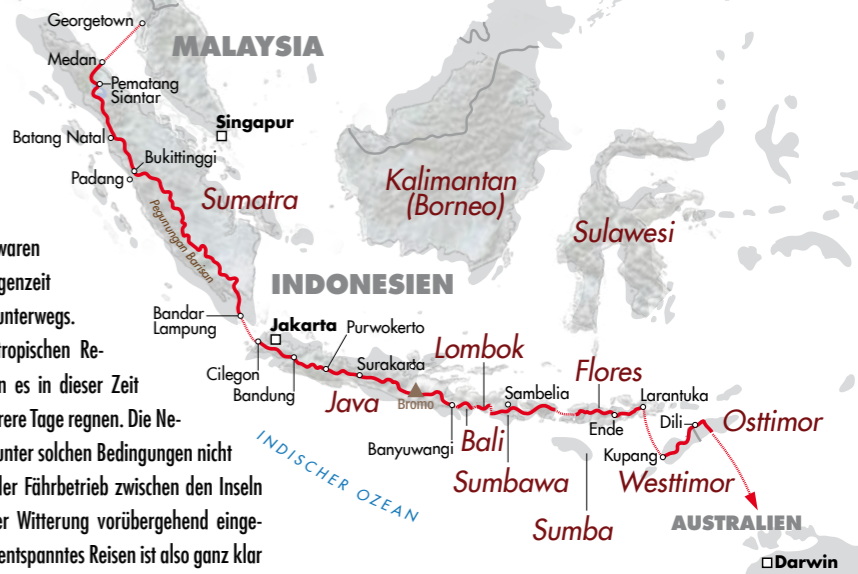 Georgetown
MALAYSIA
Medan
Pematang
Siantar
Singapur
Batang Natal
Bukittinggi
Padang
Sumatra
Kalimantan
(Borneo)
Sulawesi
Pegunungan Barisan
waren
genzeit
unterwegs.
tropischen Re-
n es in dieser Zeit
rere Tage regnen. Die Ne-
unter solchen Bedingungen nicht
der Fährbetrieb zwischen den Inseln
er Witterung vorübergehend einge-
entspanntes Reisen ist also ganz klar
INDONESIEN
Bandar
Lampung
Jakarta
Purwokerto
Cilegon
Surakarta
Lombok
Bandung
Java
Bromo
Sambelia
Flores
Larantuka
Banyuwangi
Bali
Ende
Dili
Osttimor
Kupang
INDISCHER OZEAN
Sumbawa
Westtimor
Sumba
AUSTRALIEN
Darwin